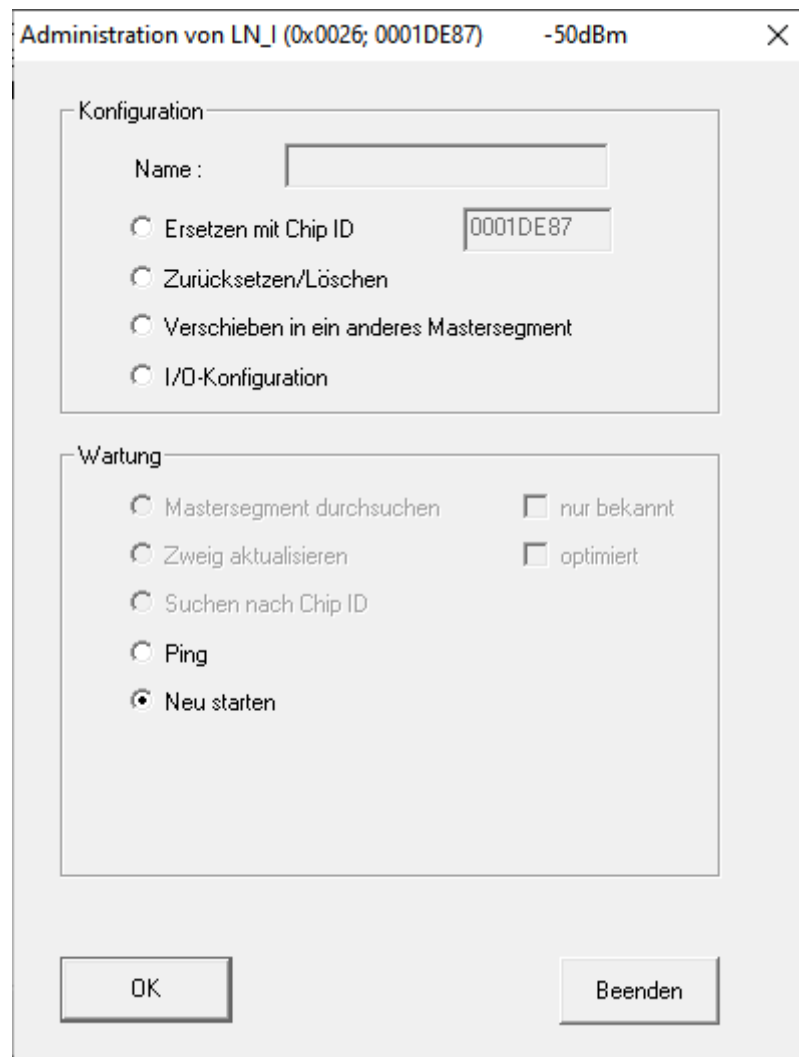 Administration von LN_I (0x0026; 0001DE87) -50dBm
Konfiguration
Name :
Ersetzen mit Chip ID 0001DE87
Zurücksetzen/Löschen
Verschieben in ein anderes Mastersegment
I/O-Konfiguration
Wartung
Mastersegment durchsuchen nur bekannt
Zweig aktualisieren optimiert
Suchen nach Chip ID
Ping
Neu starten
OK Beenden